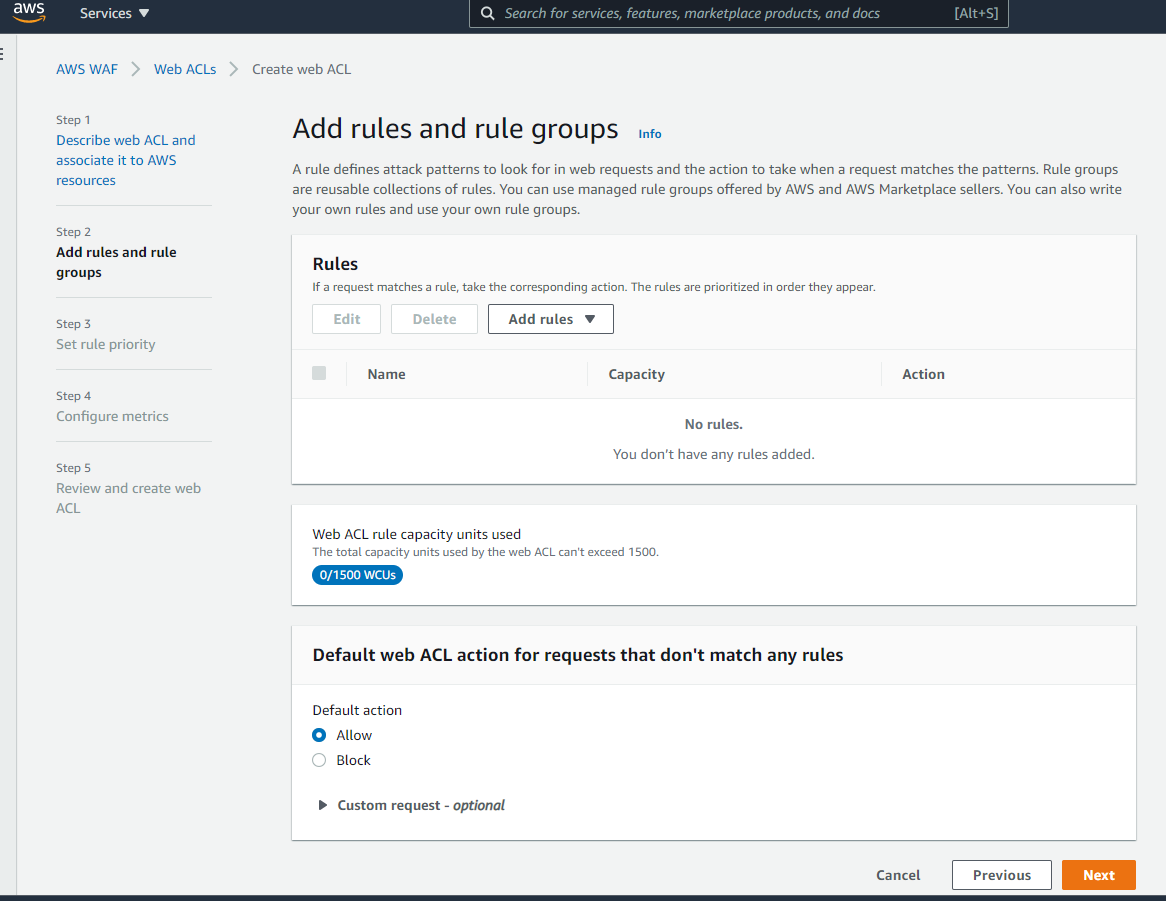 aws
Services
Search for services, features, marketplace products, and docs
[Alt+S]
AWS WAF
Web ACLs
Create web ACL
Step 1
Describe web ACL and
associate it to AWS
resources
Step 2
Add rules and rule
groups
Step 3
Set rule priority
Step 4
Configure metrics
Step 5
Review and create web
ACL
Add rules and rule groups
Info
A rule defines attack patterns to look for in web requests and the action to take when a request matches the patterns. Rule groups
are reusable collections of rules. You can use managed rule groups offered by AWS and AWS Marketplace sellers. You can also write
your own rules and use your own rule groups.
Rules
If a request matches a rule, take the corresponding action. The rules are prioritized in order they appear.
Edit
Delete
Add rules
Name
Capacity
Action
No rules.
You don't have any rules added.
Web ACL rule capacity units used
The total capacity units used by the web ACL can't exceed 1500.
0/1500 WCUs
Default web ACL action for requests that don't match any rules
Default action
Allow
Block
Custom request - optional
Cancel
Previous
Next